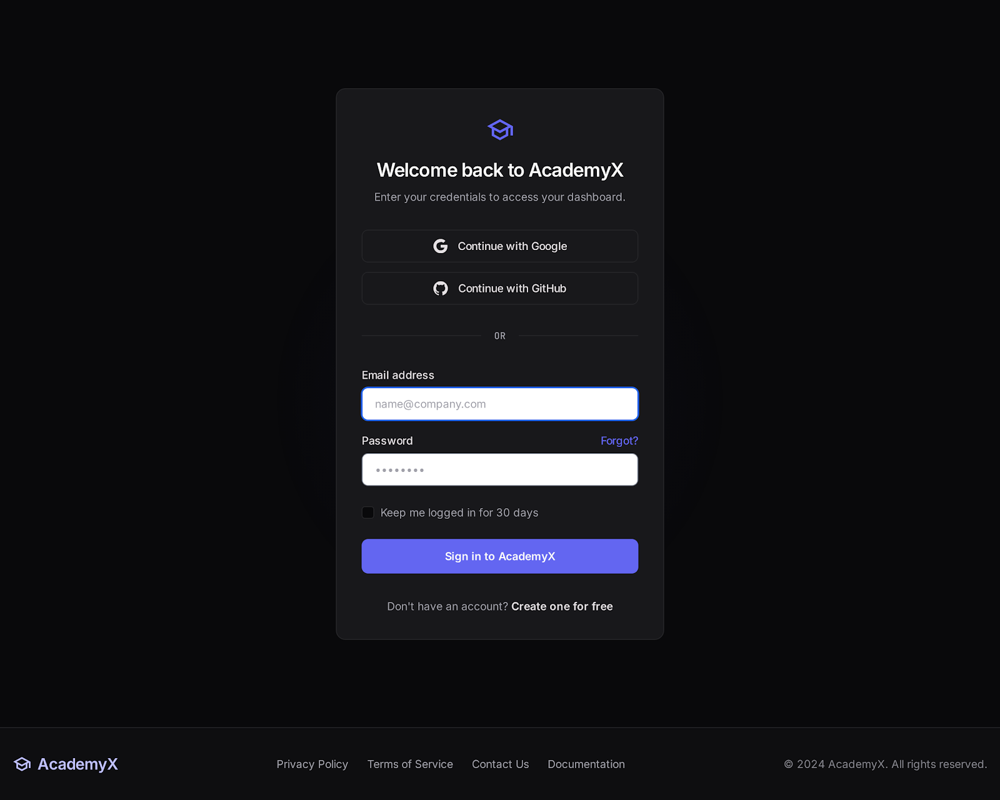 Welcome back to AcademyX
Enter your credentials to access your dashboard.
Continue with Google
Continue with GitHub
OR
Email address
name@company.com
Password Forgot?
••••••••
Keep me logged in for 30 days
Sign in to AcademyX
Don't have an account? Create one for free
AcademyX Privacy Policy Terms of Service Contact Us Documentation © 2024 AcademyX. All rights reserved.